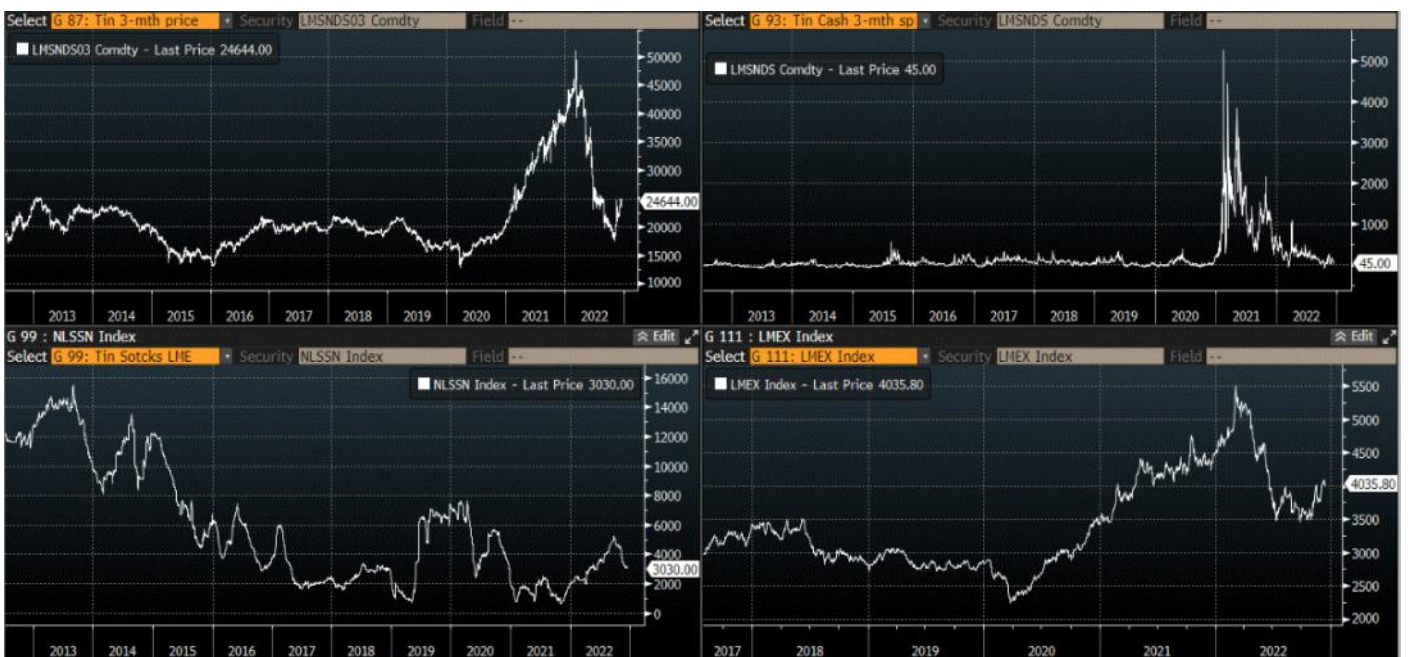 Select G 87: Tin 3-mth price Security LMSNDS03 Comdty Field --
LMSNDS03 Comdty - Last Price 24644.00
50000
45000
40000
35000
30000
24644.00
20000
15000
10000
2013 2014 2015 2016 2017 2018 2019 2020 2021 2022
Select G 93: Tin Cash 3-mth sp Security LMSNDS Comdty Field --
LMSNDS Comdty - Last Price 45.00
5000
4000
3000
2000
1000
45.00
2013 2014 2015 2016 2017 2018 2019 2020 2021 2022
G 99 : NLSSN Index Edit
Select G 99: Tin Sotcks LME Security NLSSN Index Field --
NLSSN Index - Last Price 3030.00
16000
14000
12000
10000
8000
6000
4000
3030.00
2000
0
2013 2014 2015 2016 2017 2018 2019 2020 2021 2022
G 111 : LMEX Index Edit
Select G 111: LMEX Index Security LMEX Index Field --
LMEX Index - Last Price 4035.80
5500
5000
4500
4035.80
3500
3000
2500
2000
2017 2018 2019 2020 2021 2022